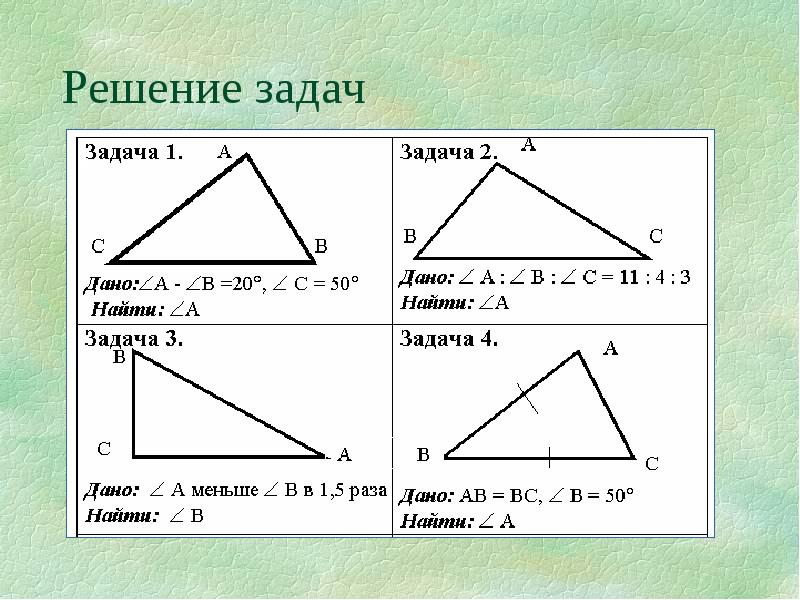 Решение задач
Задача 1.
A
C
B
Дано:∠A - ∠B =20°, ∠ C = 50°
Найти: ∠A
Задача 2.
A
B
C
Дано: ∠ A : ∠ B : ∠ C = 11 : 4 : 3
Найти: ∠A
Задача 3.
B
C
A
Дано: ∠ A меньше ∠ B в 1,5 раза
Найти: ∠ B
Задача 4.
A
B
C
Дано: AB = BC, ∠ B = 50°
Найти: ∠ A